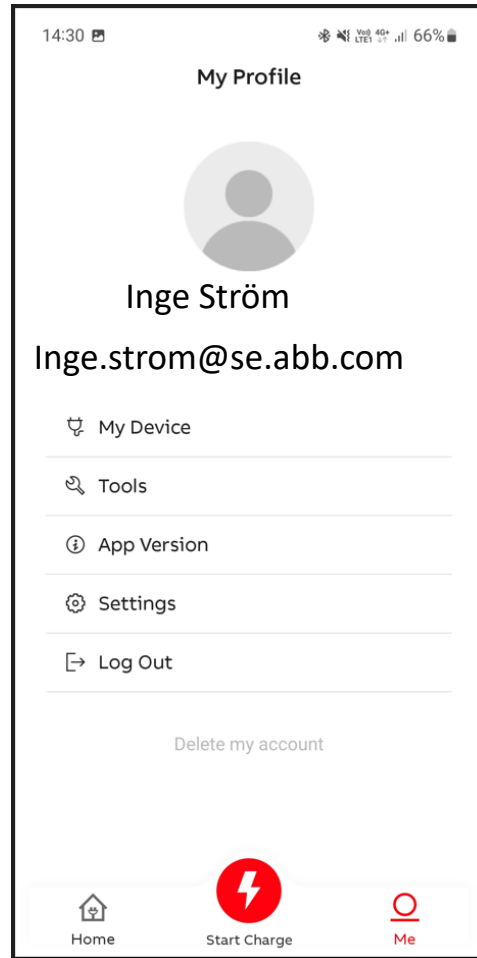 14:30 66%
My Profile
Inge Ström
Inge.strom@se.abb.com
My Device
Tools
App Version
Settings
Log Out
Delete my account
Home Start Charge Me